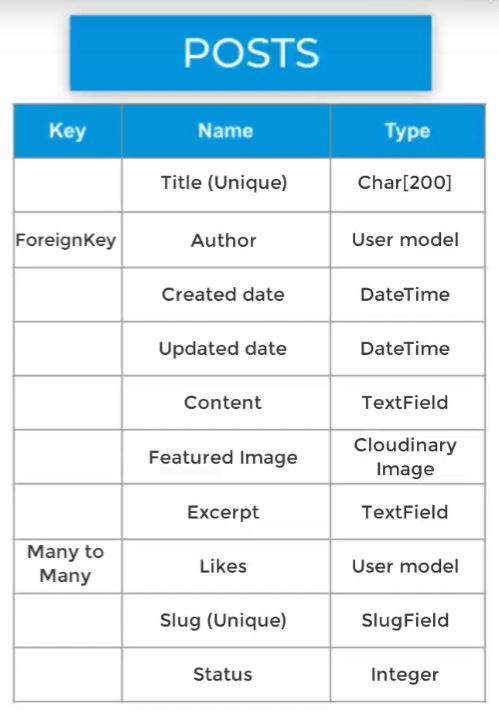 POSTS
Key Name Type
Title (Unique) Char[200]
ForeignKey Author User model
Created date DateTime
Updated date DateTime
Content TextField
Featured Image Cloudinary
Image
Excerpt TextField
Many to
Many Likes User model
Slug (Unique) SlugField
Status Integer